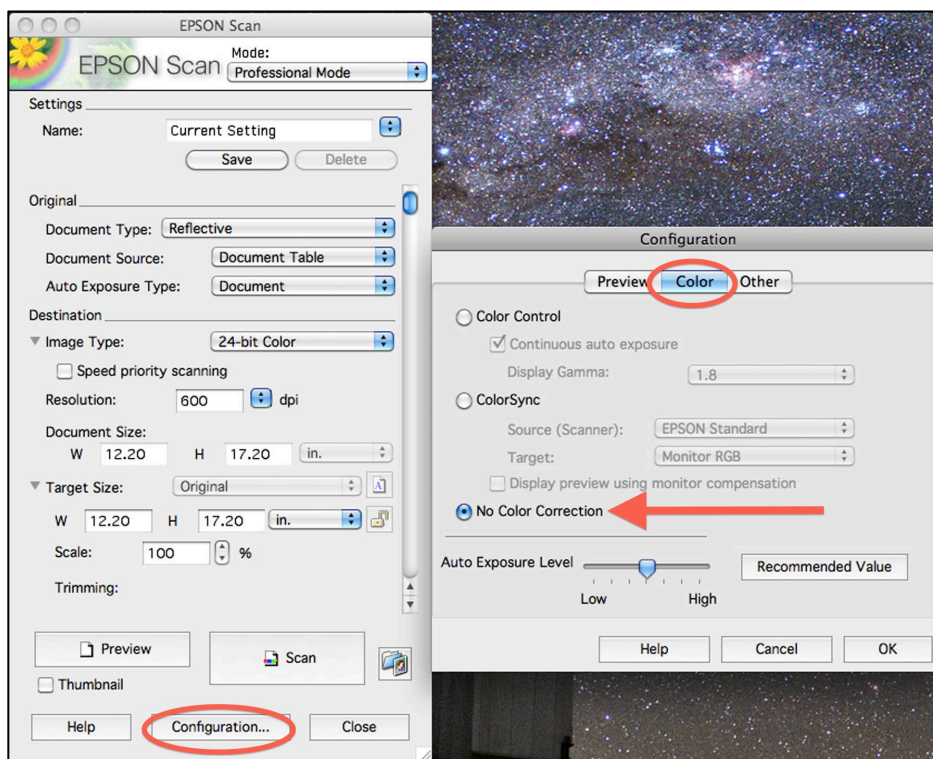 EPSON Scan
EPSON Scan
Mode:
Professional Mode
Settings
Name: Current Setting
Save Delete
Original
Document Type: Reflective
Document Source: Document Table
Auto Exposure Type: Document
Destination
Image Type: 24-bit Color
Speed priority scanning
Resolution: 600 dpi
Document Size:
W 12.20 H 17.20 in.
Target Size: Original A
W 12.20 H 17.20 in.
Scale: 100 %
Trimming:
Preview
Scan
Thumbnail
Help Configuration... Close
Configuration
Preview Color Other
Color Control
Continuous auto exposure
Display Gamma: 1.8
ColorSync
Source (Scanner): EPSON Standard
Target: Monitor RGB
Display preview using monitor compensation
No Color Correction
Auto Exposure Level
Low High
Recommended Value
Help Cancel OK